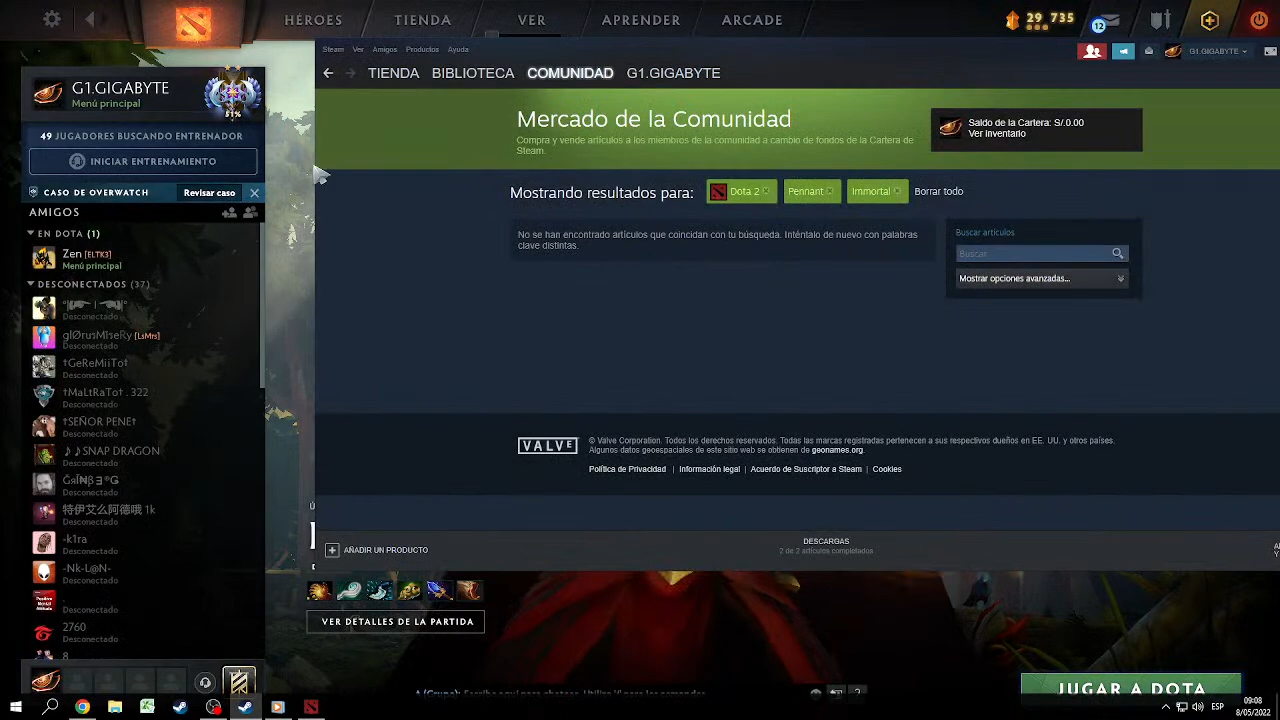 HÉROES TIENDA VER APRENDER ARCADE
29 735
12
G1.GIGABYTE
Menú principal
51%
49 JUGADORES BUSCANDO ENTRENADOR
INICIAR ENTRENAMIENTO
CASO DE OVERWATCH Revisar caso
AMIGOS
EN DOTA (1)
Zen [ELTK3]
Menú principal
DESCONECTADOS (37)
Desconectado
glØrusMîseRy [LsMrs]
Desconectado
†GeReMiiTo†
Desconectado
†MaLtRaTo† . 322
Desconectado
†SEÑOR PENE†
Desconectado
♪♪SNAP DRAGON
Desconectado
Desconectado
特伊艾么阿德哦 1k
Desconectado
-k1ra
Desconectado
-Nk-L@N-
Desconectado
.
Desconectado
2760
Desconectado
8
Steam Ver Amigos Productos Ayuda
G1.GIGABYTE
TIENDA BIBLIOTECA COMUNIDAD G1.GIGABYTE
Mercado de la Comunidad
Compra y vende artículos a los miembros de la comunidad a cambio de fondos de la Cartera de
Steam.
Saldo de la Cartera: S/.0.00
Ver Inventario
Mostrando resultados para: Dota 2 Pennant Immortal Borrar todo
No se han encontrado artículos que coincidan con tu búsqueda. Inténtalo de nuevo con palabras
clave distintas.
Buscar artículos
Buscar
Mostrar opciones avanzadas...
VALVE
© Valve Corporation. Todos los derechos reservados. Todas las marcas registradas pertenecen a sus respectivos dueños en EE. UU. y otros países.
Algunos datos geoespaciales de este sitio web se obtienen de geonames.org.
Política de Privacidad | Información legal | Acuerdo de Suscriptor a Steam | Cookies
AÑADIR UN PRODUCTO
DESCARGAS
2 de 2 artículos completados
VER DETALLES DE LA PARTIDA
ESP
09:08
8/05/2022